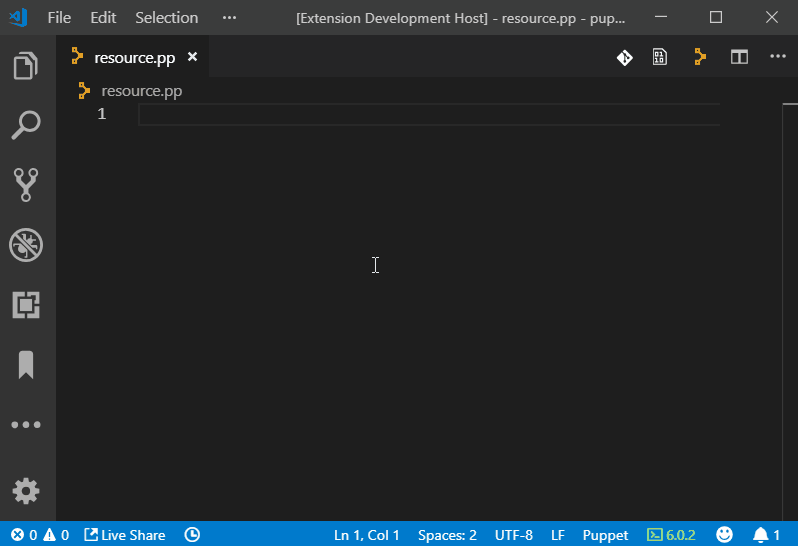 File Edit Selection ··· [Extension Development Host] - resource.pp - pup...
resource.pp
resource.pp
1
0 0 Live Share Ln 1, Col 1 Spaces: 2 UTF-8 LF Puppet 6.0.2 1